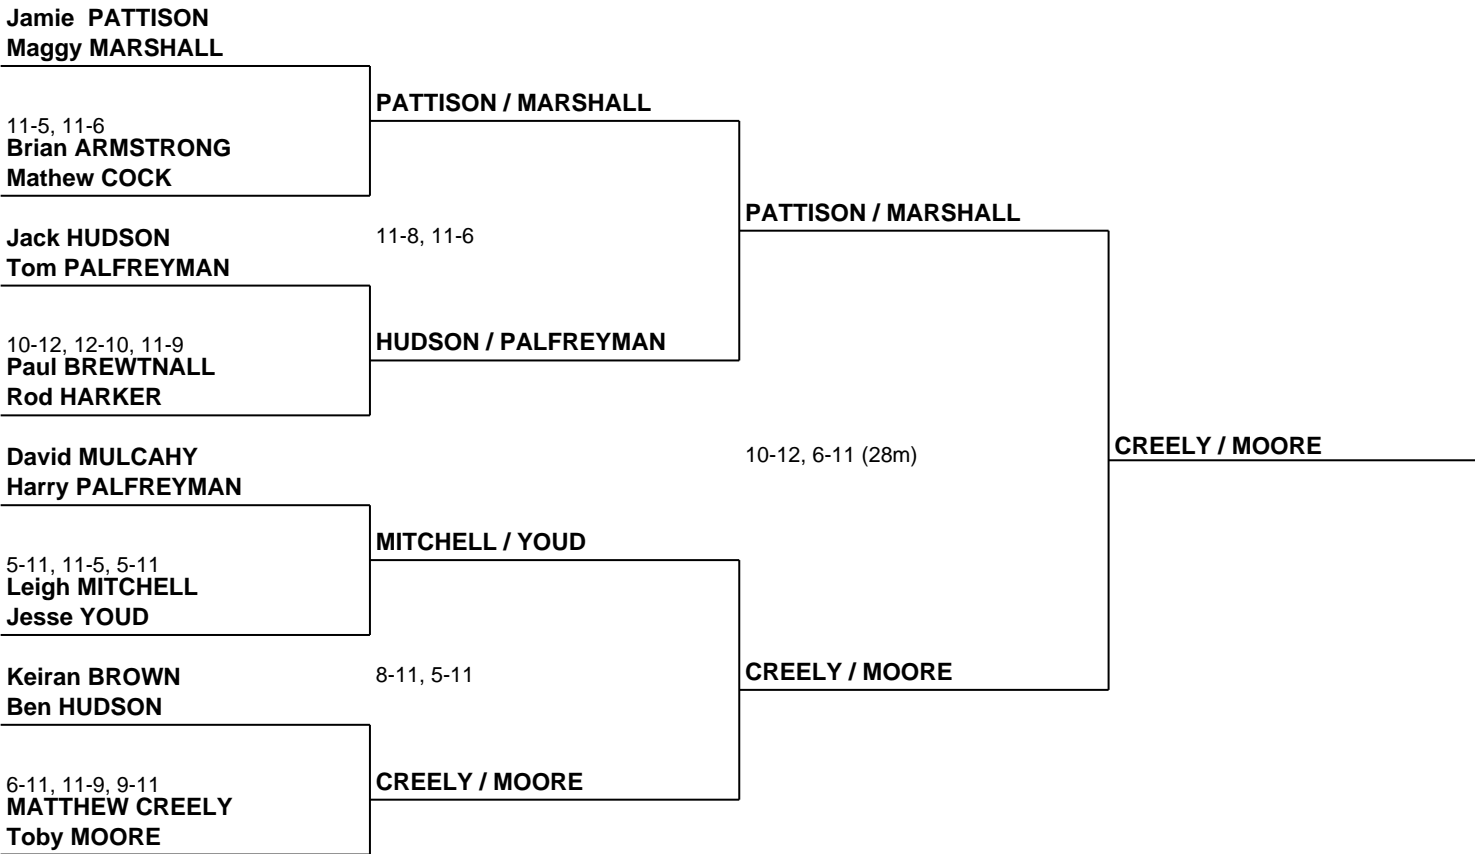 Jamie  PATTISON
Maggy MARSHALL
11-5, 11-6
Brian ARMSTRONG
Mathew COCK
Jack HUDSON
Tom PALFREYMAN
10-12, 12-10, 11-9
Paul BREWTNALL
Rod HARKER
David MULCAHY
Harry PALFREYMAN
5-11, 11-5, 5-11
Leigh MITCHELL
Jesse YOUD
Keiran BROWN
Ben HUDSON
6-11, 11-9, 9-11
MATTHEW CREELY
Toby MOORE
PATTISON / MARSHALL
11-8, 11-6
HUDSON / PALFREYMAN
MITCHELL / YOUD
8-11, 5-11
CREELY / MOORE
PATTISON / MARSHALL
10-12, 6-11 (28m)
CREELY / MOORE
CREELY / MOORE